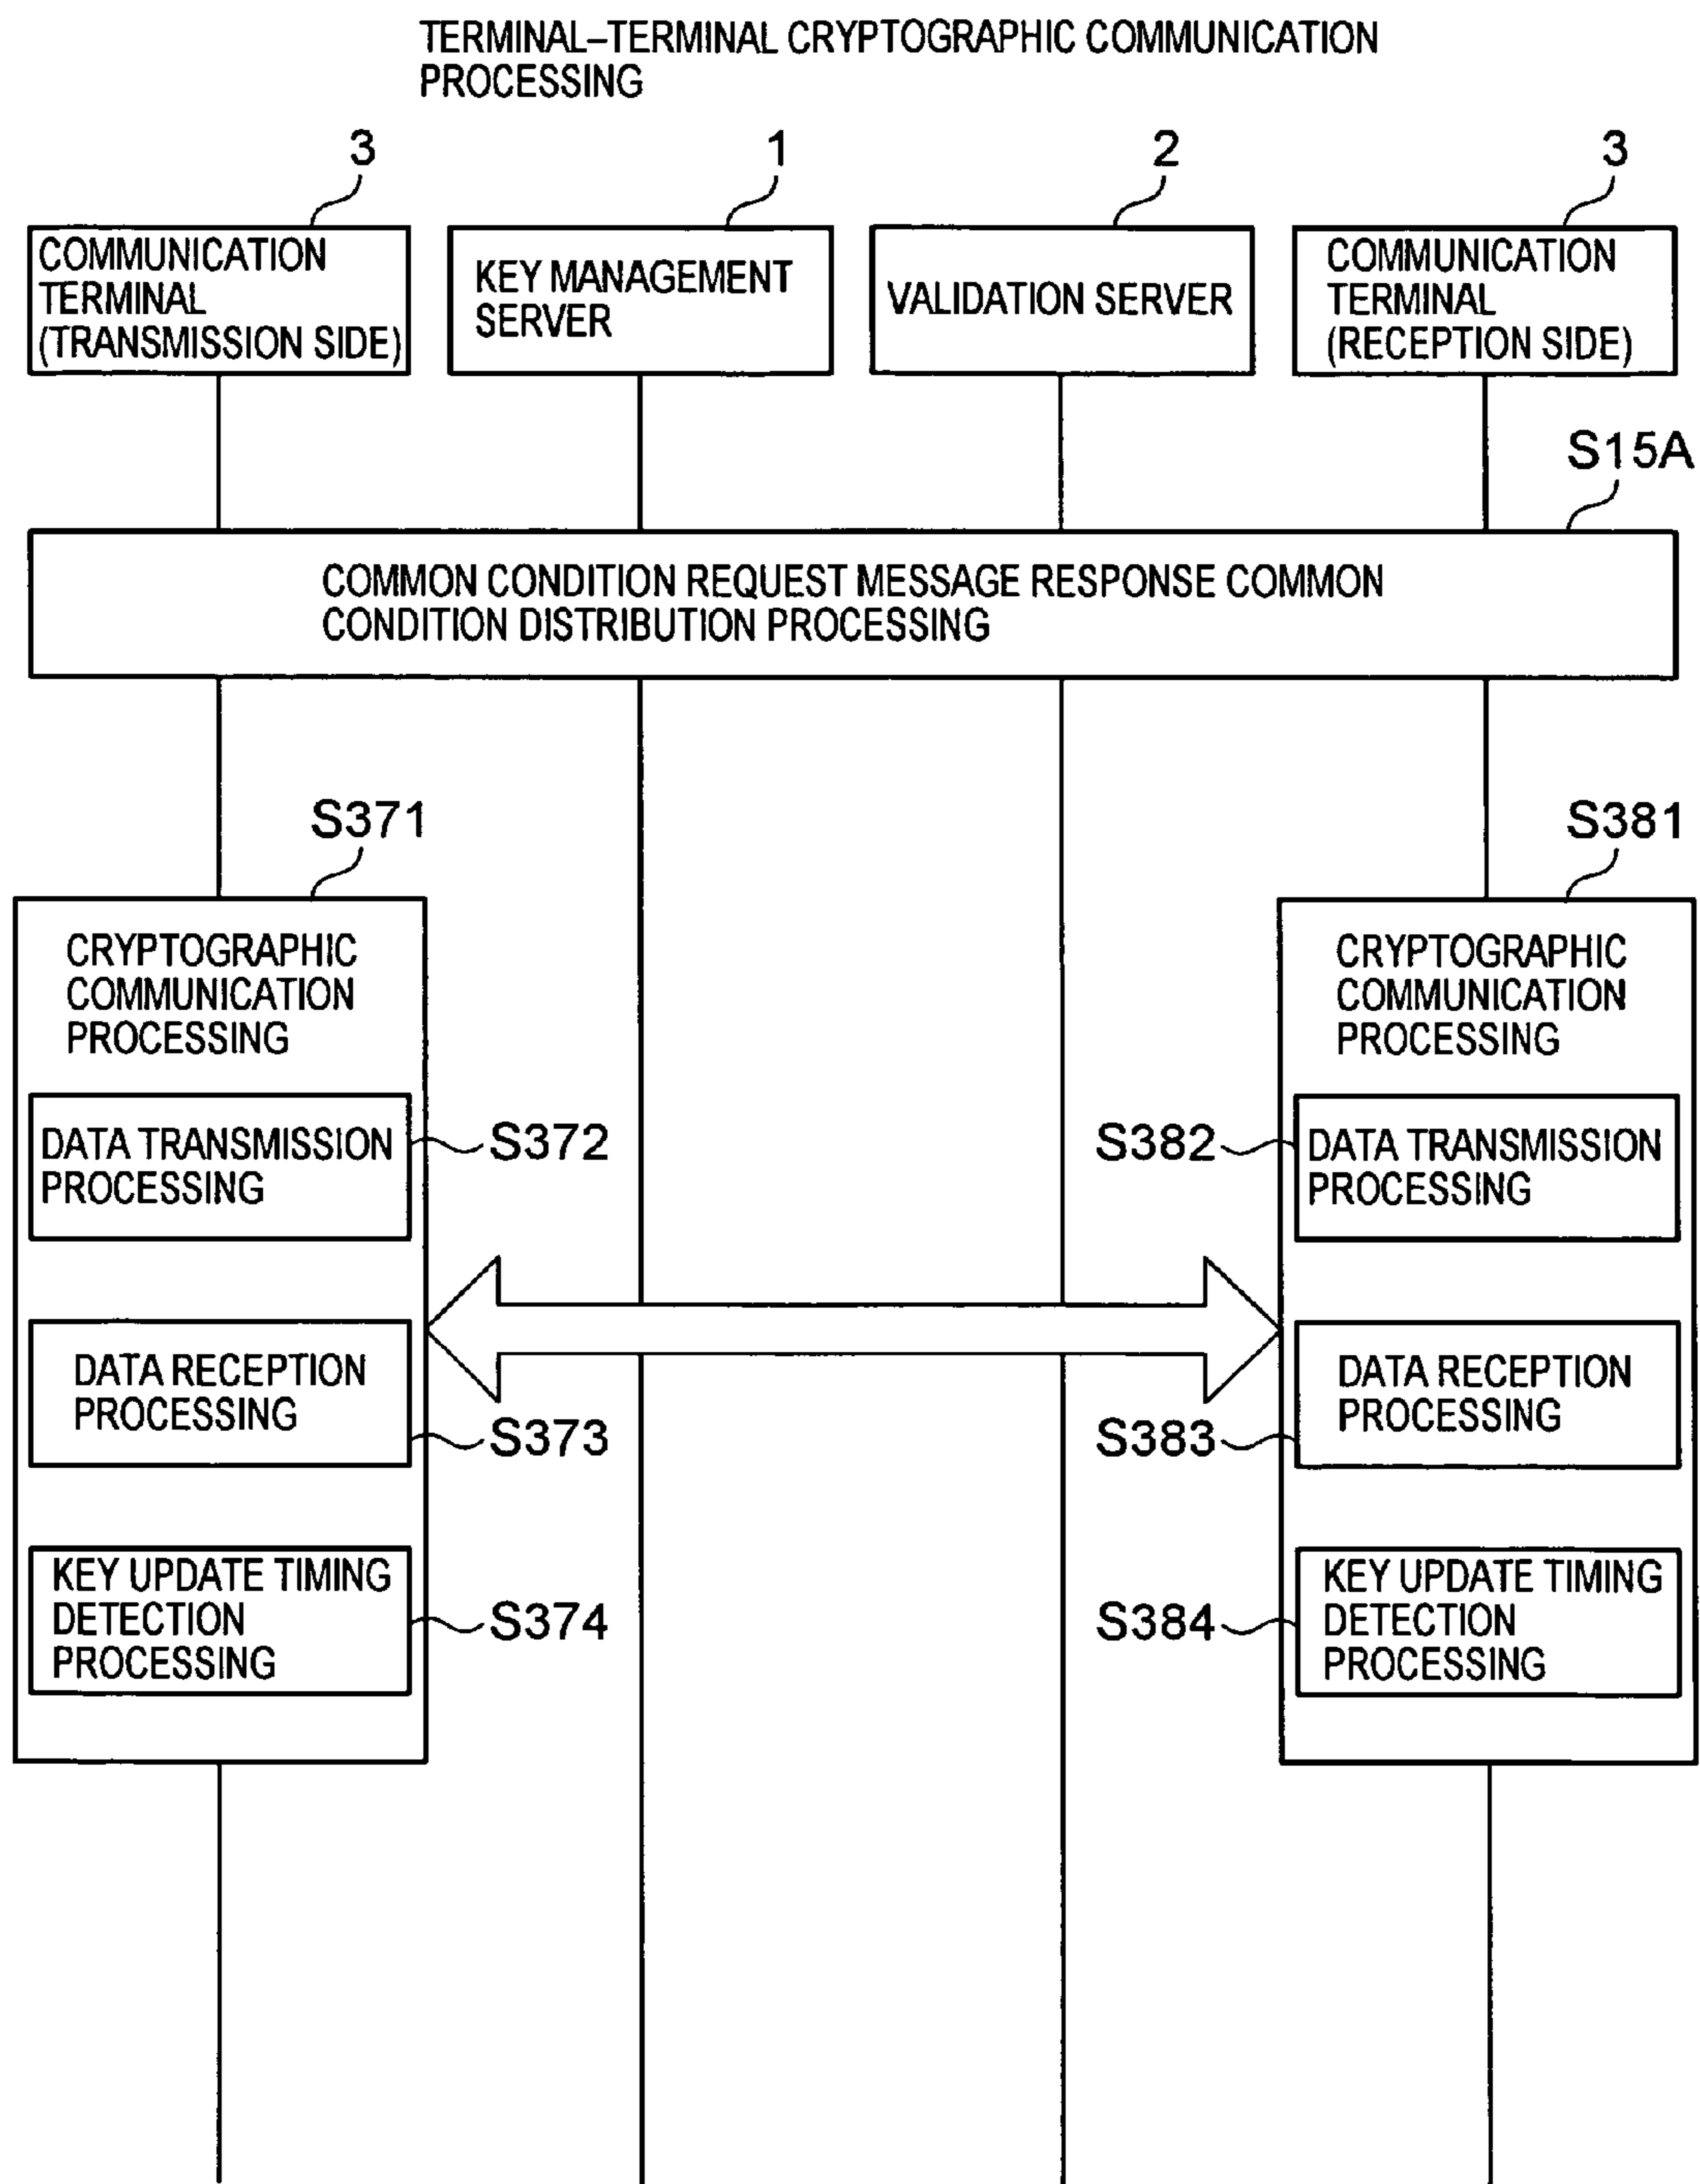 TERMINAL–TERMINAL CRYPTOGRAPHIC COMMUNICATION
PROCESSING
3
1
2
3
COMMUNICATION
TERMINAL
(TRANSMISSION SIDE)
KEY MANAGEMENT
SERVER
VALIDATION SERVER
COMMUNICATION
TERMINAL
(RECEPTION SIDE)
S15A
COMMON CONDITION REQUEST MESSAGE RESPONSE COMMON
CONDITION DISTRIBUTION PROCESSING
S371
S381
CRYPTOGRAPHIC
COMMUNICATION
PROCESSING
CRYPTOGRAPHIC
COMMUNICATION
PROCESSING
DATA TRANSMISSION
PROCESSING
S372
S382
DATA TRANSMISSION
PROCESSING
DATA RECEPTION
PROCESSING
S373
S383
DATA RECEPTION
PROCESSING
KEY UPDATE TIMING
DETECTION
PROCESSING
S374
S384
KEY UPDATE TIMING
DETECTION
PROCESSING